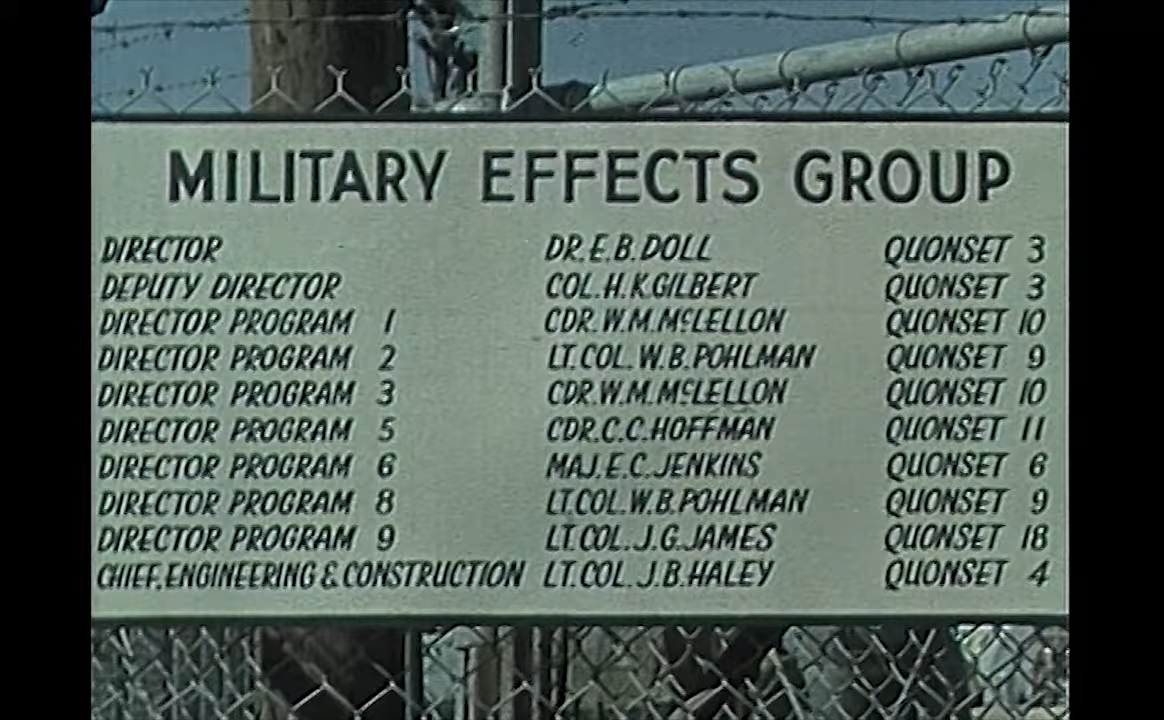 MILITARY EFFECTS GROUP
DIRECTOR DR. E. B. DOLL QUONSET 3
DEPUTY DIRECTOR COL. H. K. GILBERT QUONSET 3
DIRECTOR PROGRAM 1 CDR. W. M. McLELLON QUONSET 10
DIRECTOR PROGRAM 2 LT. COL. W. B. POHLMAN QUONSET 9
DIRECTOR PROGRAM 3 CDR. W. M. McLELLON QUONSET 10
DIRECTOR PROGRAM 5 CDR. C. C. HOFFMAN QUONSET 11
DIRECTOR PROGRAM 6 MAJ. E. C. JENKINS QUONSET 6
DIRECTOR PROGRAM 8 LT. COL. W. B. POHLMAN QUONSET 9
DIRECTOR PROGRAM 9 LT. COL. J. G. JAMES QUONSET 18
CHIEF, ENGINEERING & CONSTRUCTION LT. COL. J. B. HALEY QUONSET 4